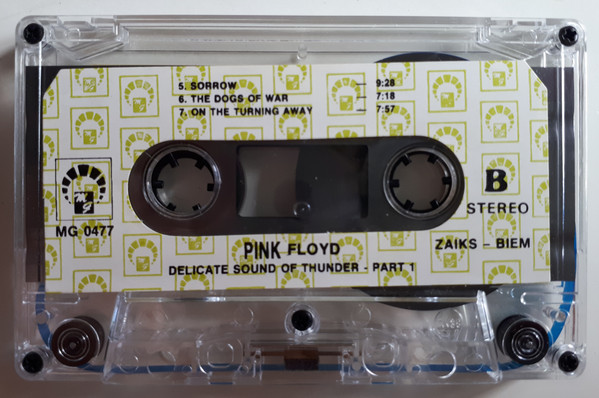 5. SORROW 9:28
6. THE DOGS OF WAR 7:18
7. ON THE TURNING AWAY 7:57
MG
MG 0477
B
STEREO
ZAIKS – BIEM
PINK FLOYD
DELICATE SOUND OF THUNDER - PART 1